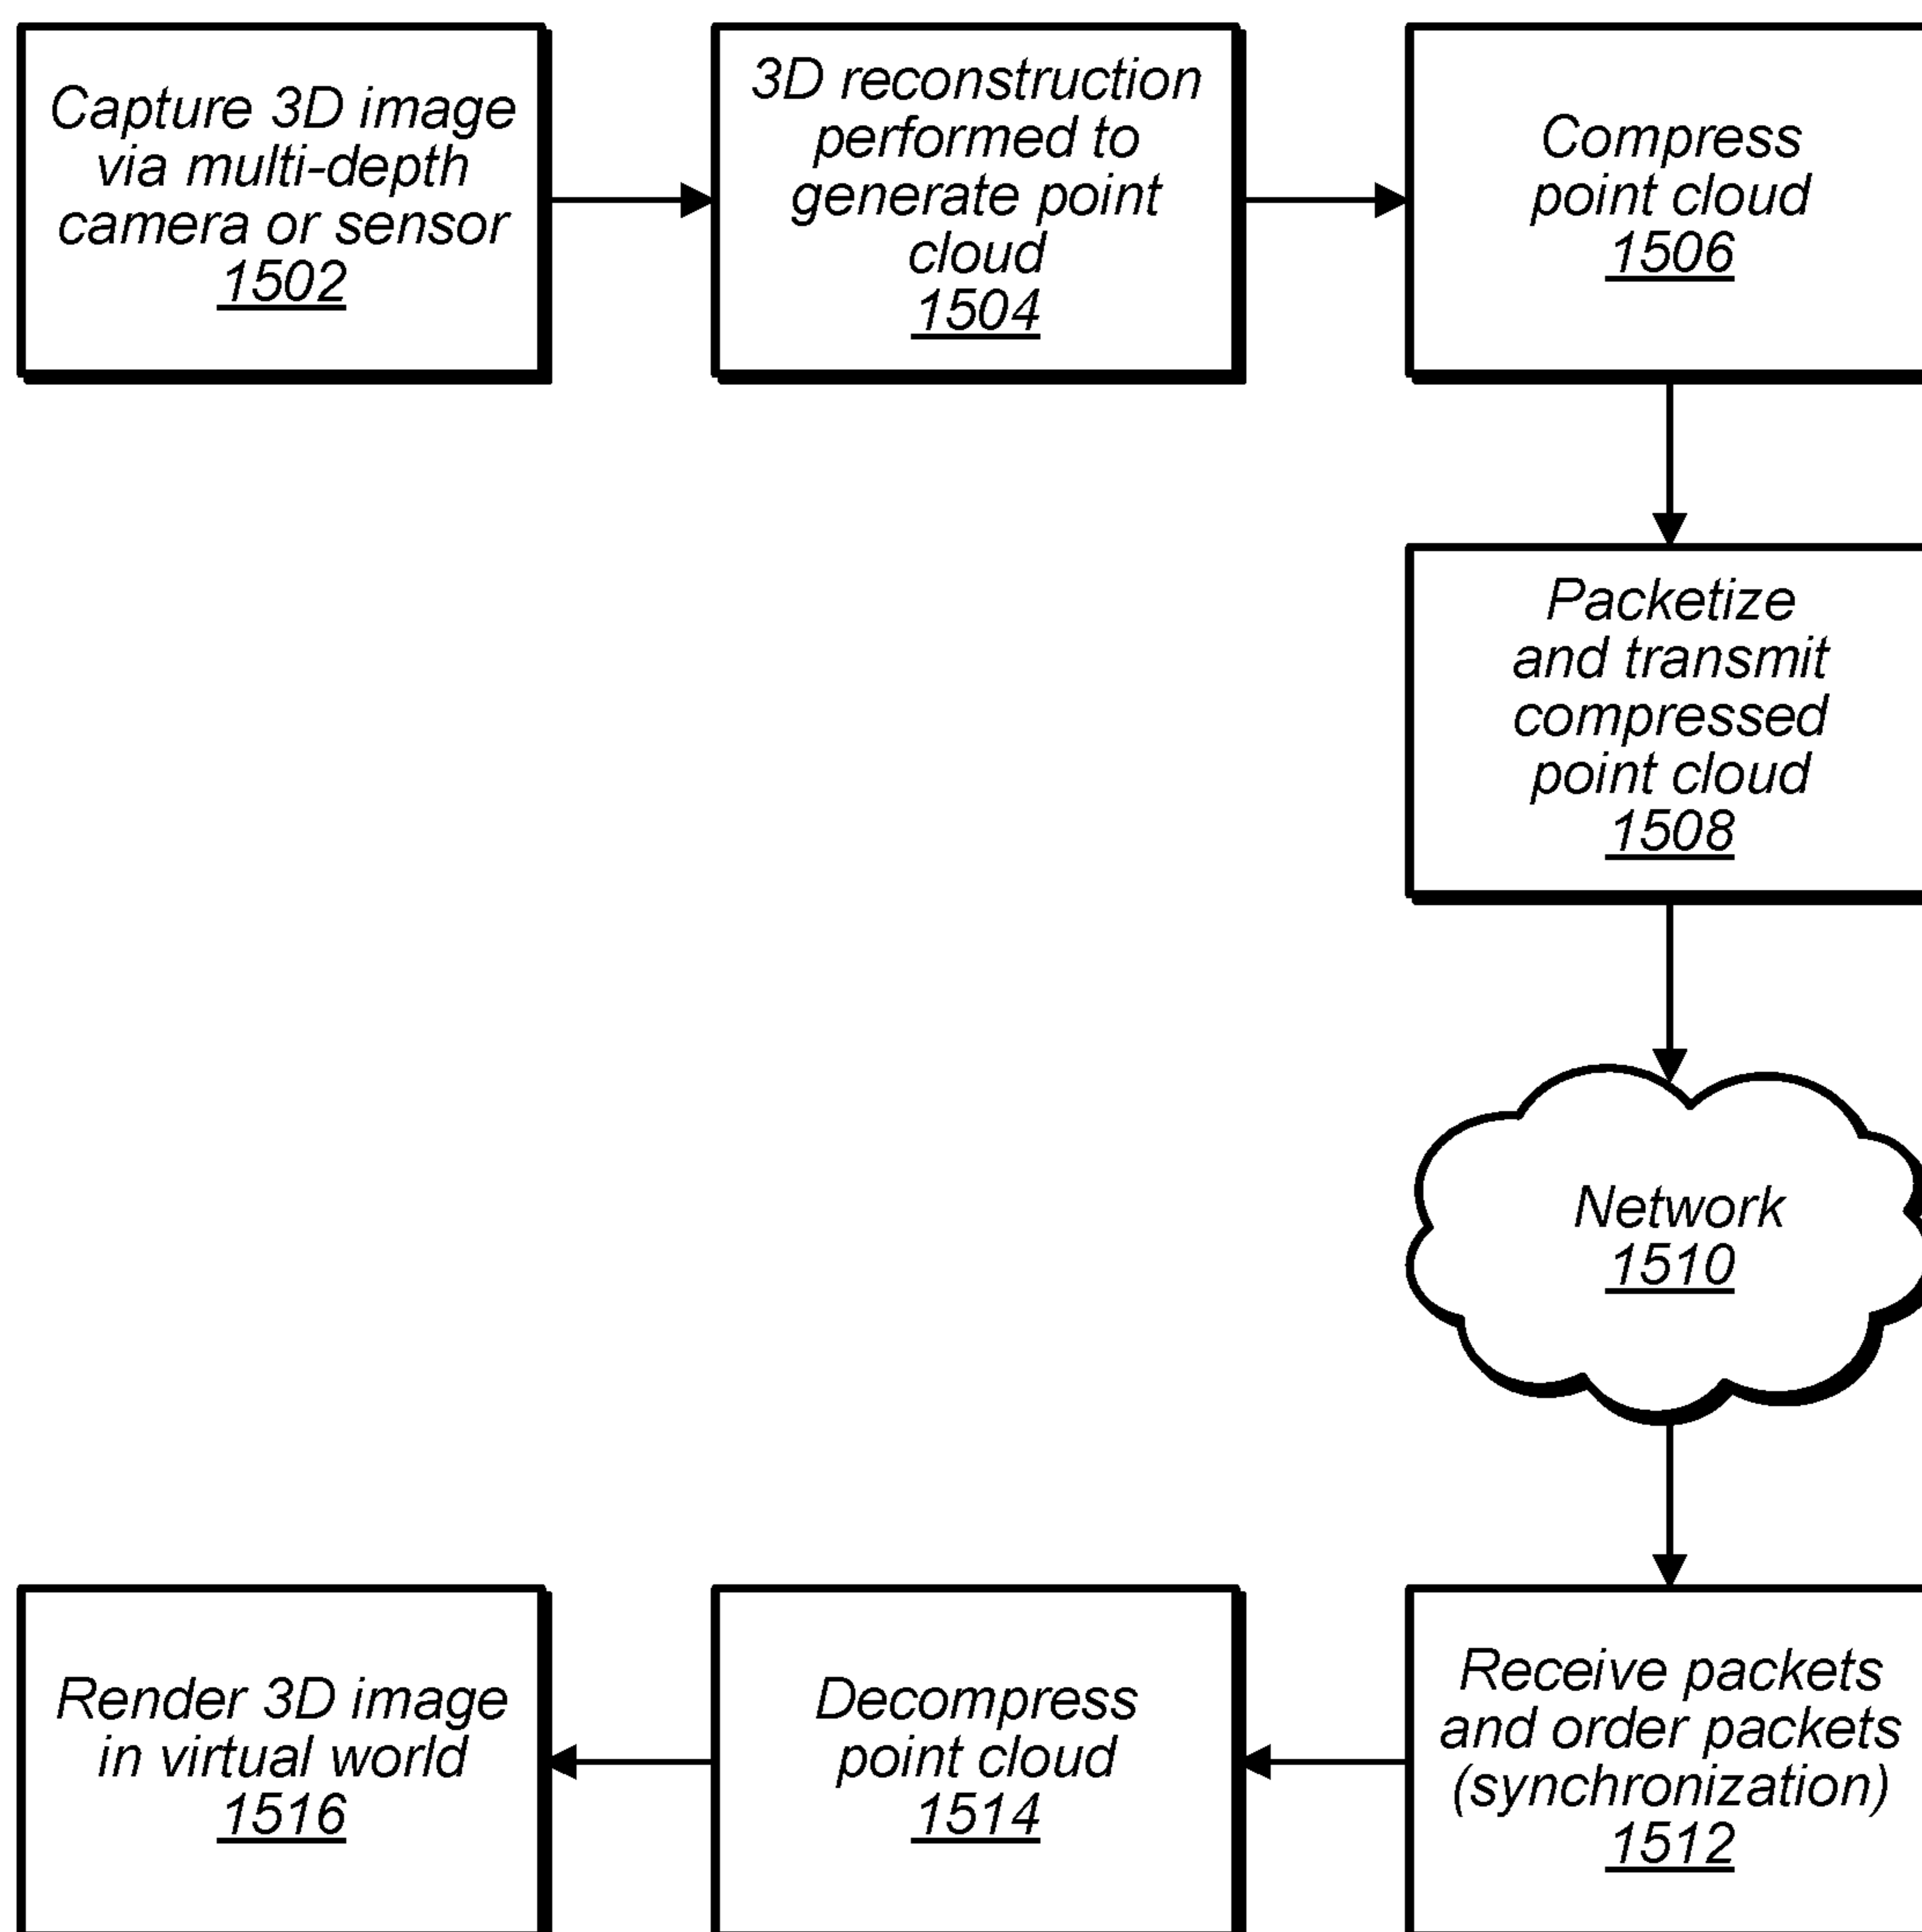 Capture 3D image
via multi-depth
camera or sensor
1502
3D reconstruction
performed to
generate point
cloud
1504
Compress
point cloud
1506
Packetize
and transmit
compressed
point cloud
1508
Network
1510
Receive packets
and order packets
(synchronization)
1512
Decompress
point cloud
1514
Render 3D image
in virtual world
1516